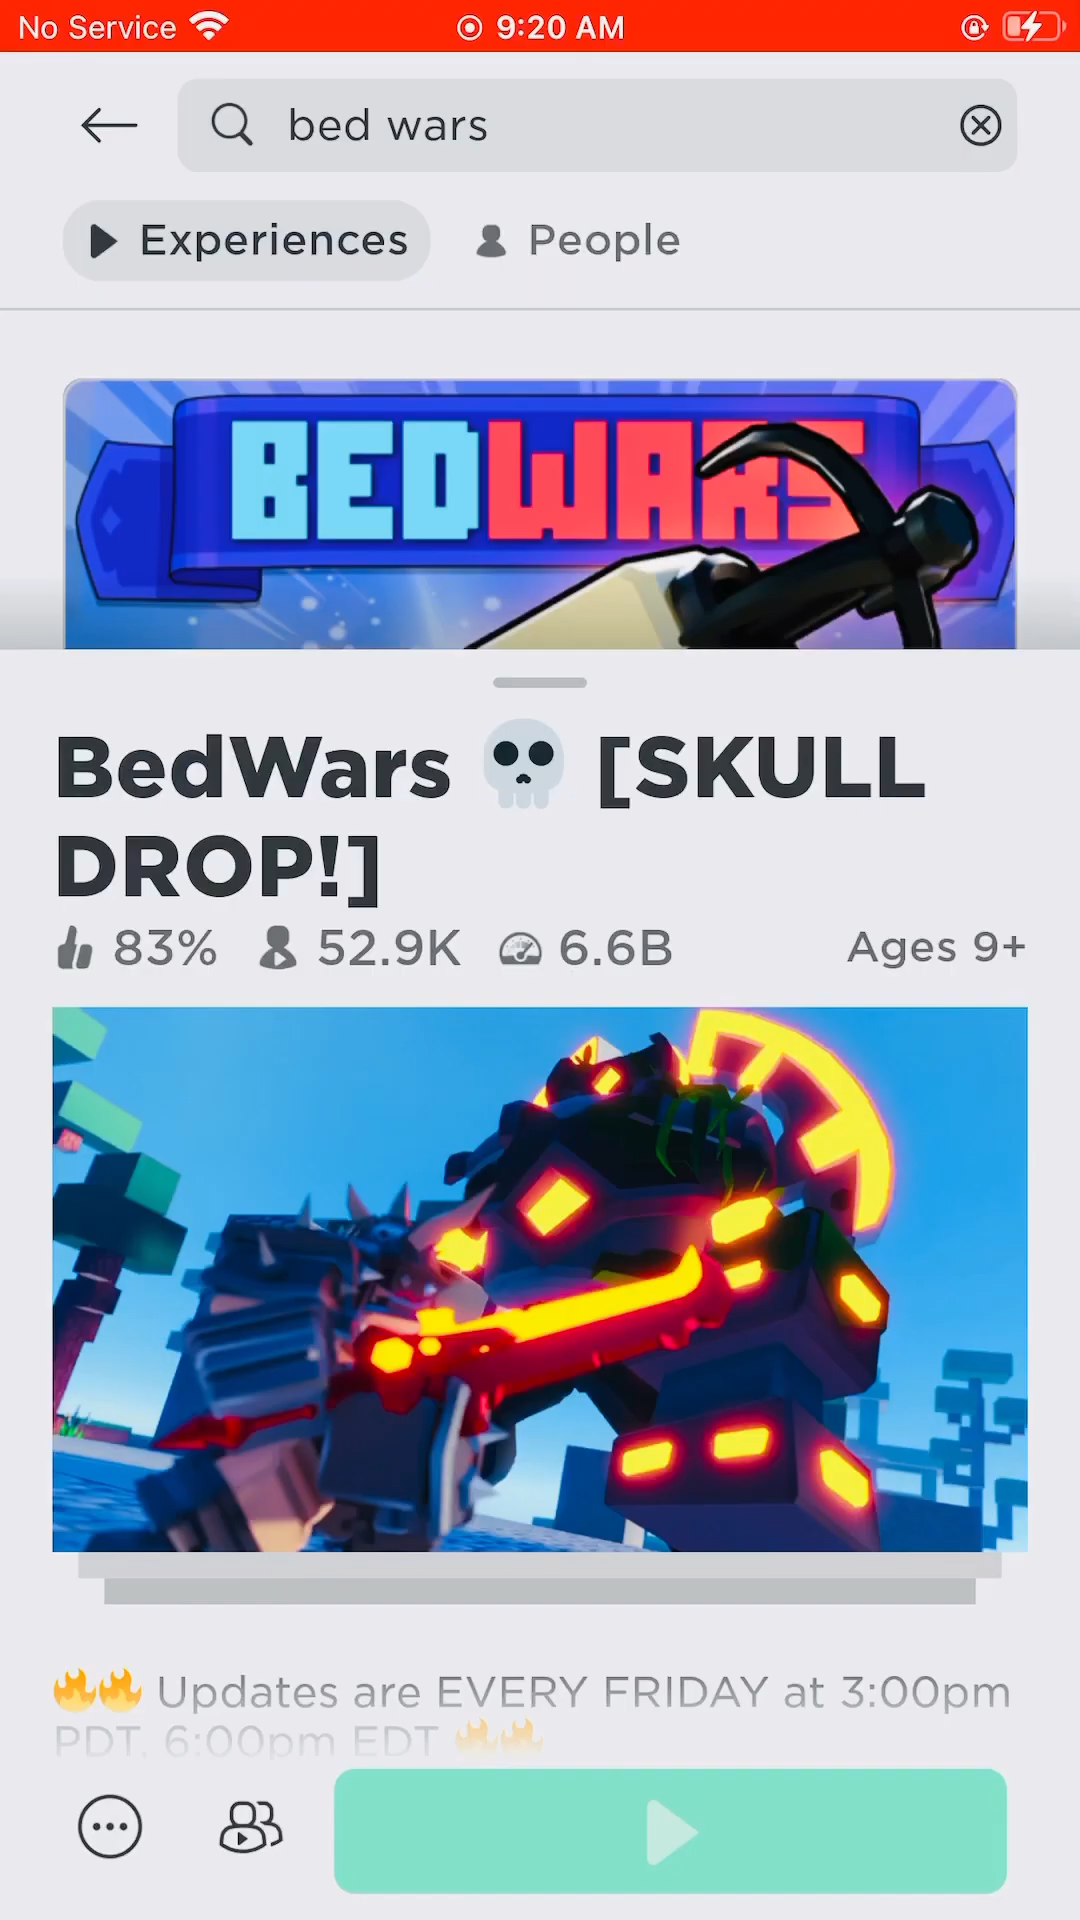 No Service 9:20 AM
bed wars
Experiences People
BEDWARS
BedWars 💀 [SKULL
DROP!]
83% 52.9K 6.6B Ages 9+
🔥🔥 Updates are EVERY FRIDAY at 3:00pm
PDT, 6:00pm EDT 🔥🔥